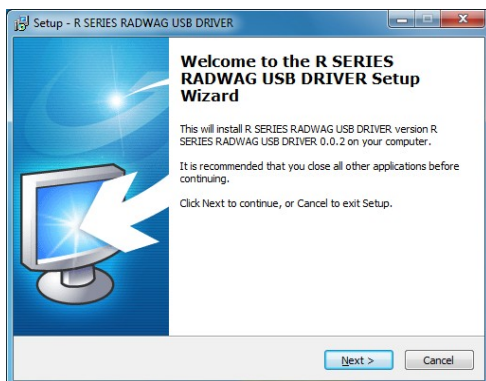 Setup - R SERIES RADWAG USB DRIVER
Welcome to the R SERIES
RADWAG USB DRIVER Setup
Wizard
This will install R SERIES RADWAG USB DRIVER version R
SERIES RADWAG USB DRIVER 0.0.2 on your computer.
It is recommended that you close all other applications before
continuing.
Click Next to continue, or Cancel to exit Setup.
Next >
Cancel